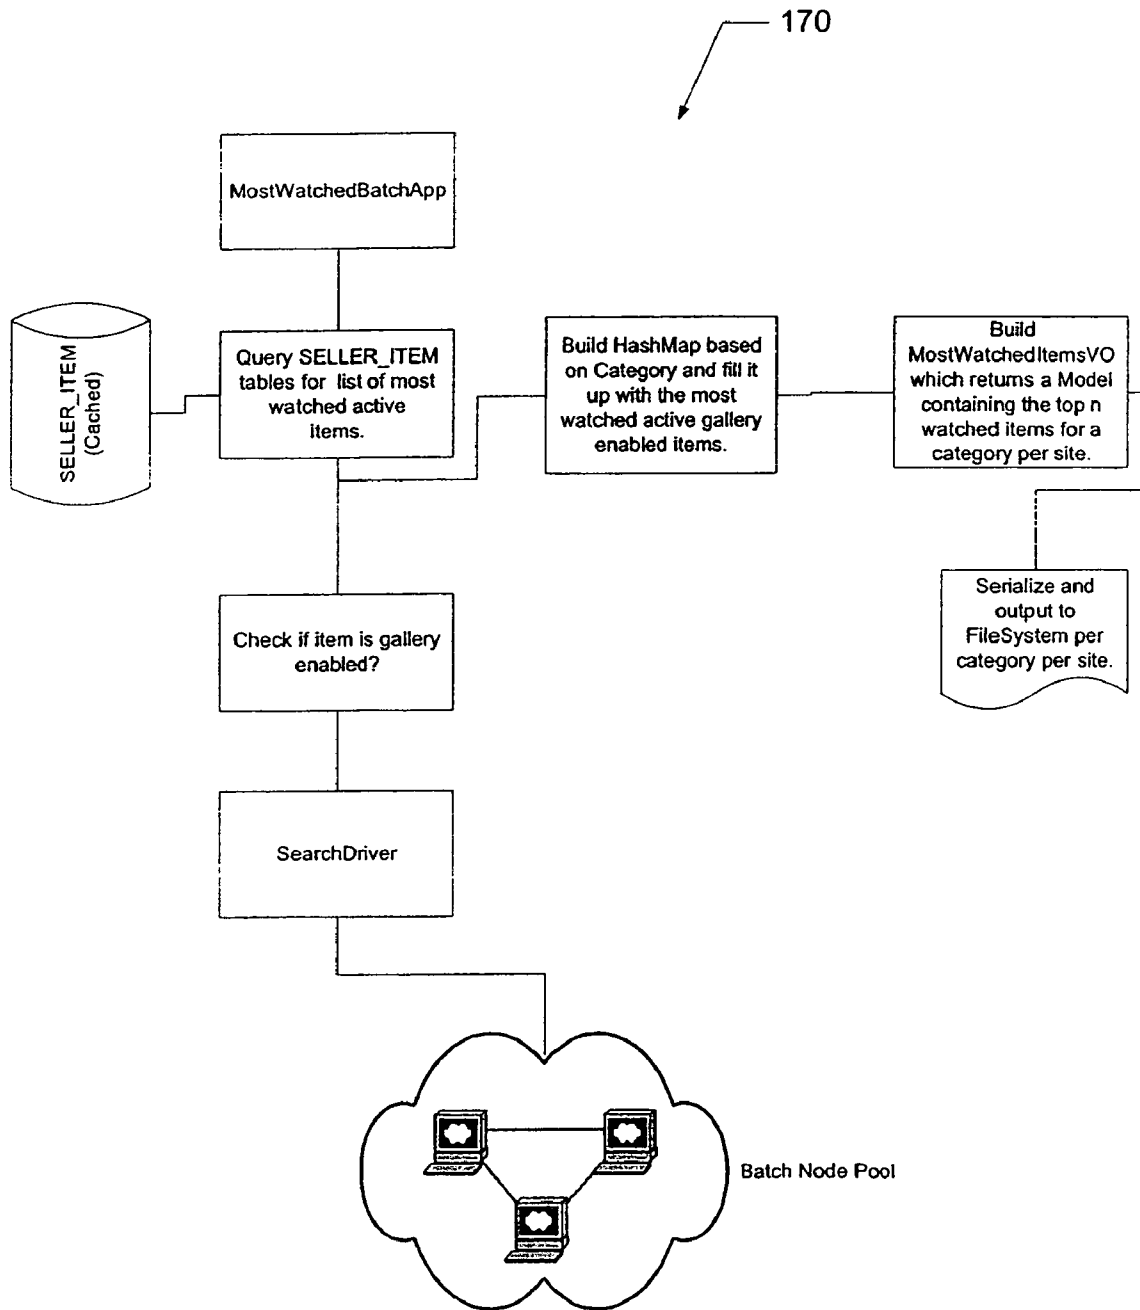 170
MostWatchedBatchApp
SELLER_ITEM
(Cached)
Query SELLER_ITEM
tables for list of most
watched active
items.
Build HashMap based
on Category and fill it
up with the most
watched active gallery
enabled items.
Build
MostWatchedItemsVO
which returns a Model
containing the top n
watched items for a
category per site.
Serialize and
output to
FileSystem per
category per site.
Check if item is gallery
enabled?
SearchDriver
Batch Node Pool